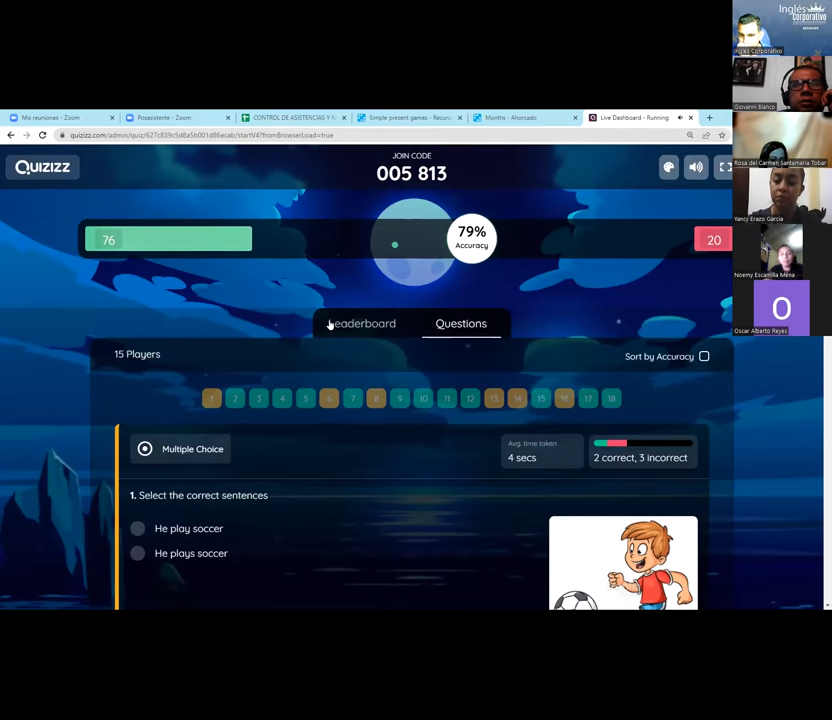 Mis reuniones - Zoom
Posasistente - Zoom
CONTROL DE ASISTENCIAS Y
Simple present games - Recurso
Months - Ahorcado
Live Dashboard - Running
quizizz.com/admin/quiz/627c839c5d8a5b001d86ecab/startV4?fromBrowserLoad=true
QUIZIZZ
JOIN CODE
005 813
76
79%
Accuracy
20
Leaderboard
Questions
15 Players
Sort by Accuracy
1 2 3 4 5 6 7 8 9 10 11 12 13 14 15 16 17 18
Multiple Choice
Avg. time taken
4 secs
2 correct, 3 incorrect
1. Select the correct sentences
He play soccer
He plays soccer
Inglés
Corporativo
Inglés Corporativo
Giovanni Blanco
Rosa del Carmen Santamaria Tobar
Yancy Erazo Garcia
Noemy Escamilla Mena
O
Oscar Alberto Reyes